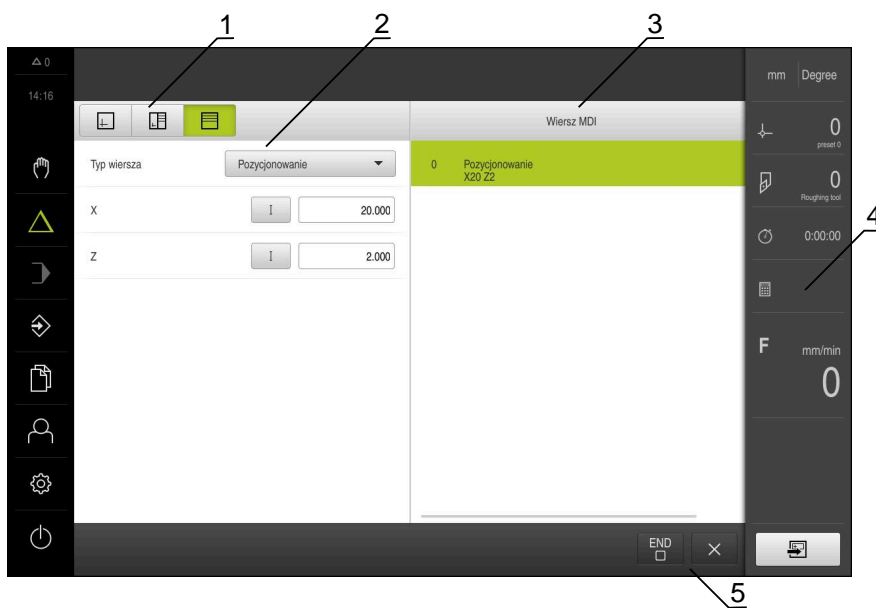 1
2
3
0
14:16
mm
Degree
Wiersz MDI
0
preset 0
Typ wiersza
Pozycjonowanie
0
Pozycjonowanie
X20 Z2
0
Roughing tool
X
I
20.000
4
0:00:00
Z
I
2.000
F
mm/min
0
END
5